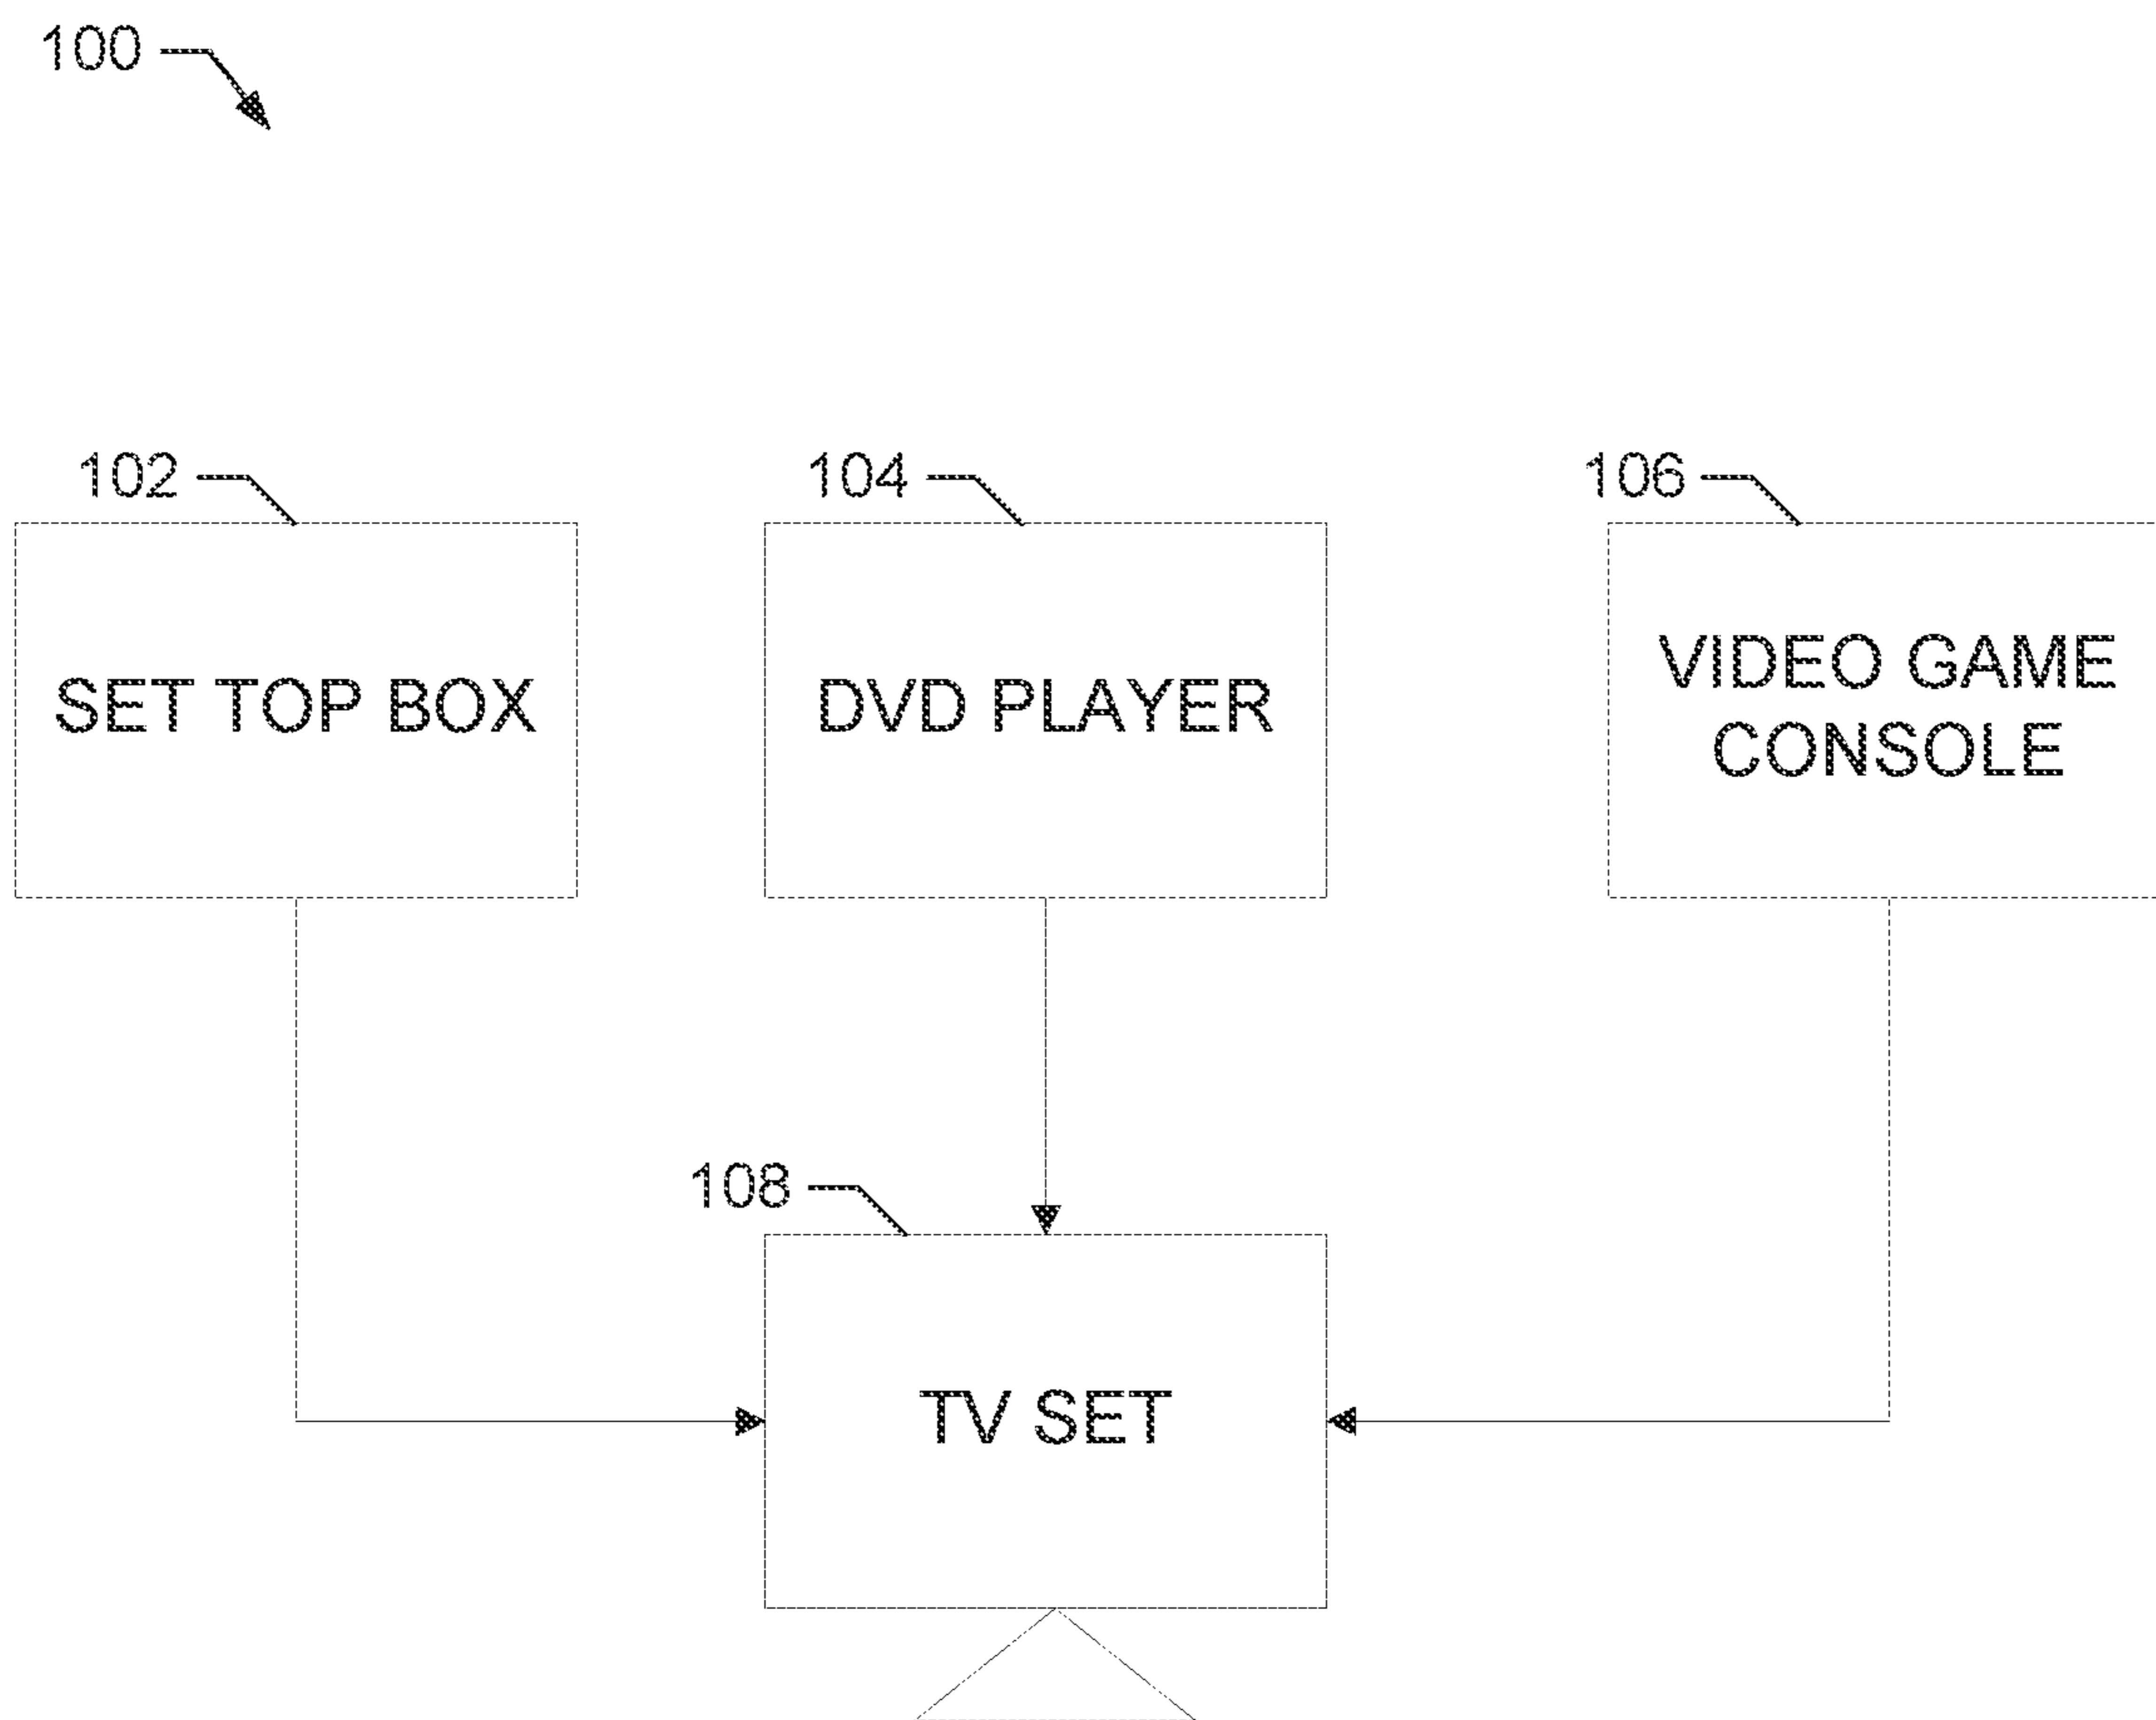 100
102
104
106
SET TOP BOX
DVD PLAYER
VIDEO GAME
CONSOLE
108
TV SET